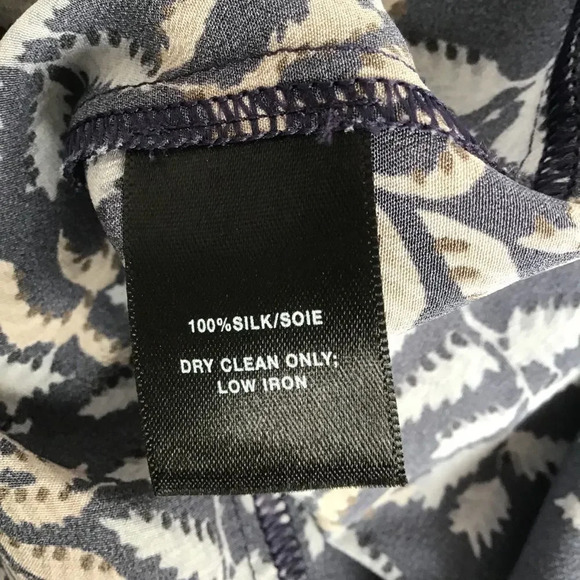 100%SILK/SOIE
DRY CLEAN ONLY;
LOW IRON